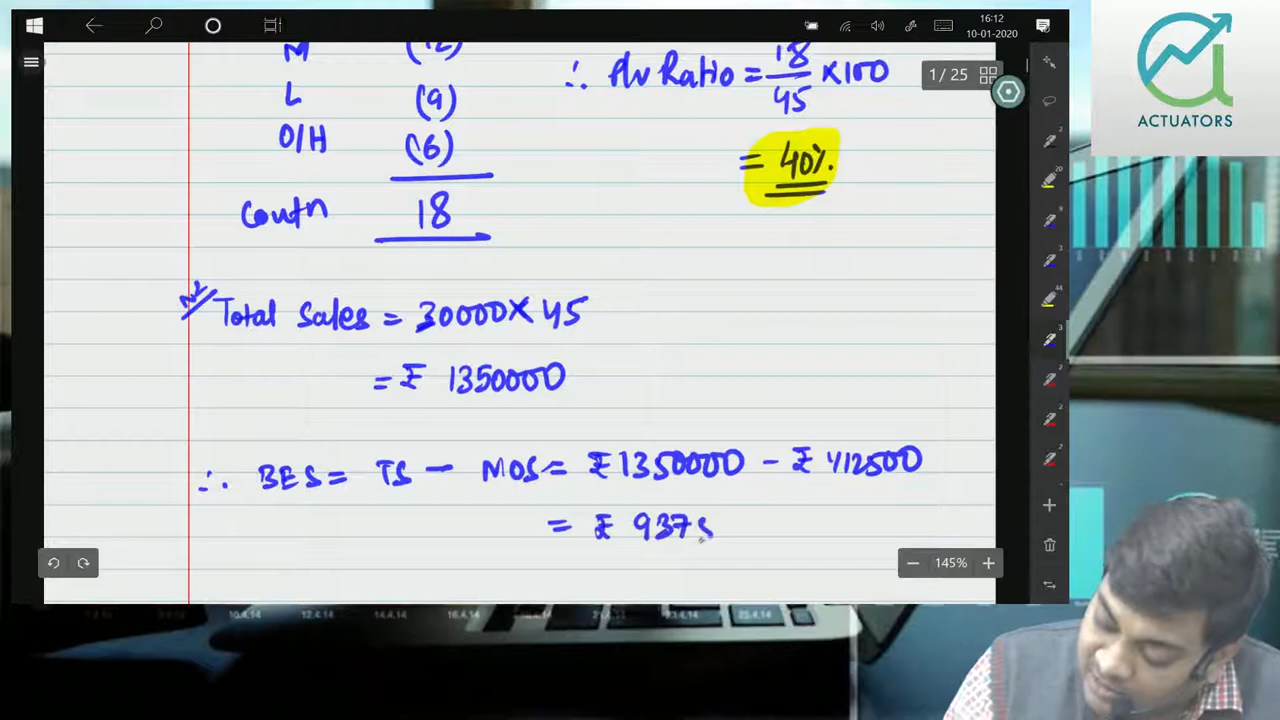 16:12
10-01-2020
M (12)
∴ P/V Ratio = 18/45 × 100
1 / 25
L (9)
O/H (6)
= 40%.
Contn 18
ACTUATORS
Total Sales = 30000 × 45
= ₹ 1350000
∴ BES = TS - MOS = ₹ 1350000 - ₹ 412500
= ₹ 9375
145%